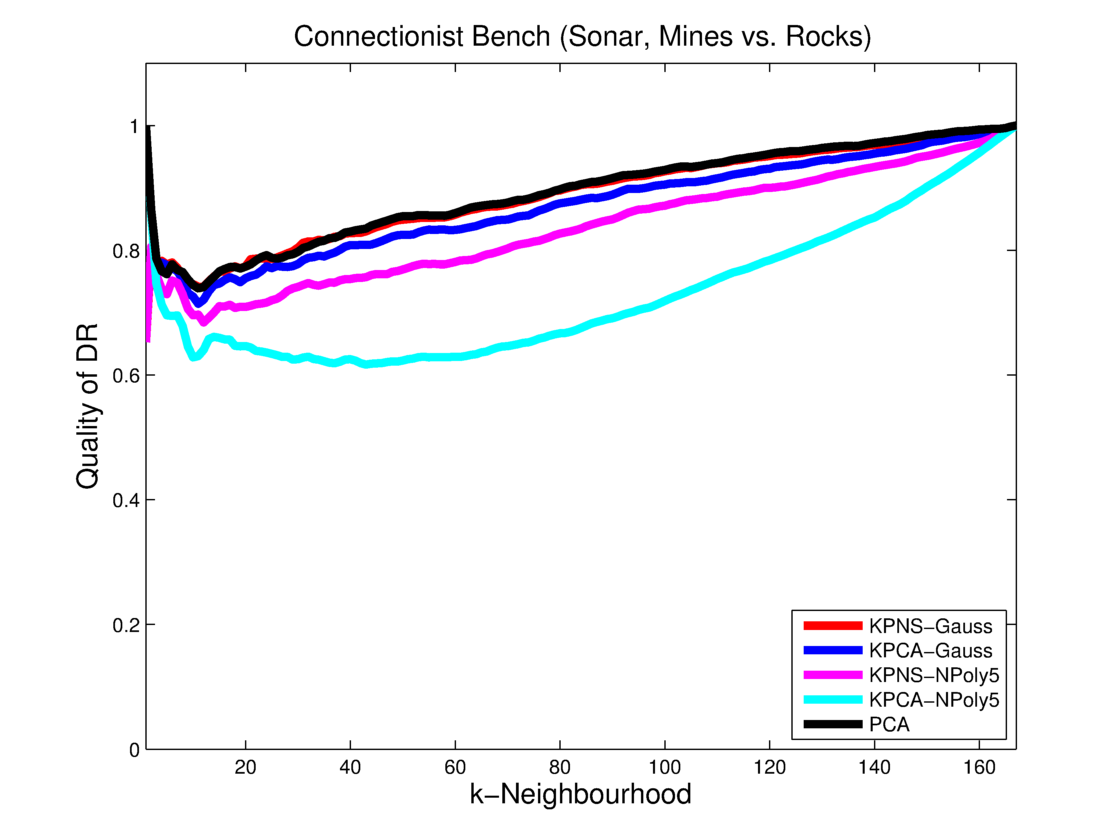 Connectionist Bench (Sonar, Mines vs. Rocks)
Quality of DR
1
0.8
0.6
0.4
0.2
0
20 40 60 80 100 120 140 160
k−Neighbourhood
KPNS−Gauss
KPCA−Gauss
KPNS−NPoly5
KPCA−NPoly5
PCA